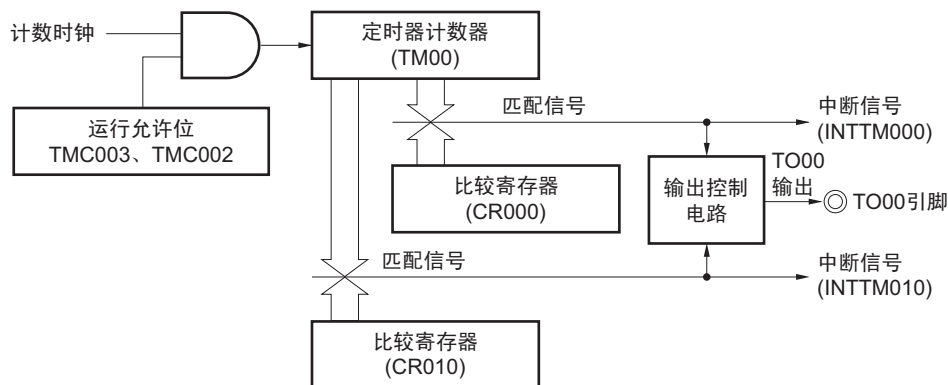 计数时钟
定时器计数器
(TM00)
运行允许位
TMC003、TMC002
匹配信号
中断信号
(INTTM000)
比较寄存器
(CR000)
输出控制
电路
TO00
输出
TO00引脚
匹配信号
中断信号
(INTTM010)
比较寄存器
(CR010)